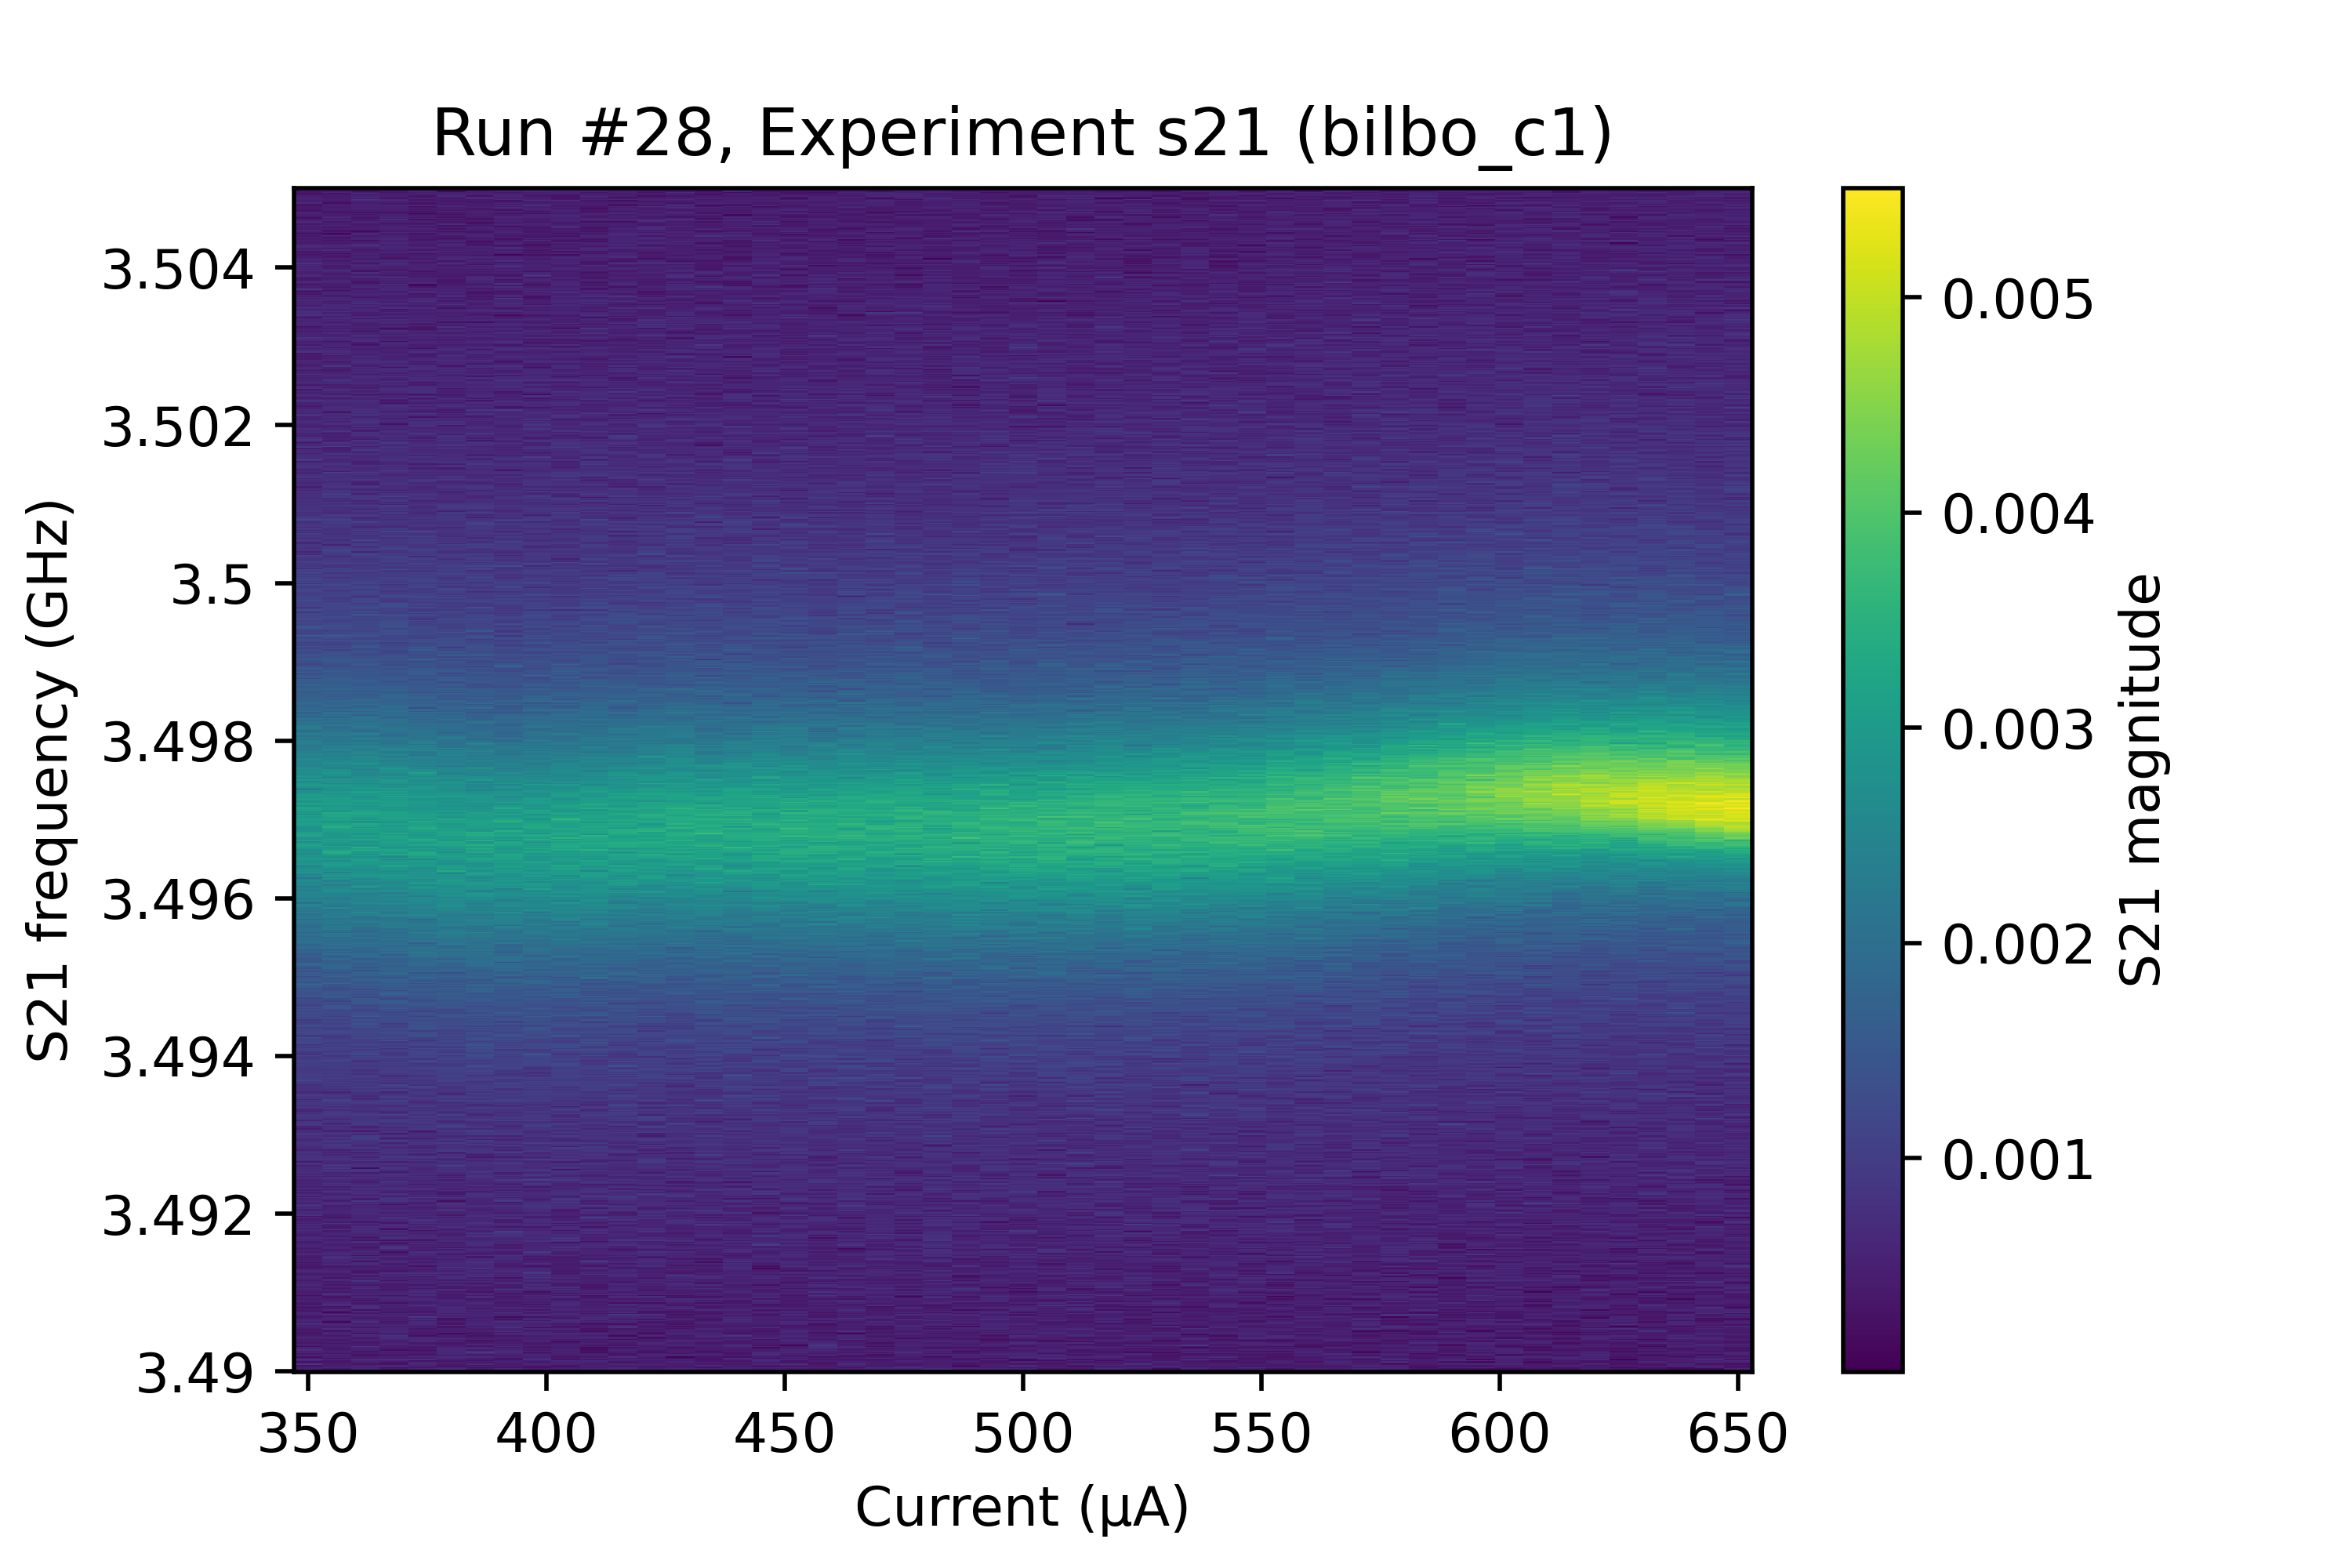 Run #28, Experiment s21 (bilbo_c1)
S21 frequency (GHz)
3.504
3.502
3.5
3.498
3.496
3.494
3.492
3.49
350 400 450 500 550 600 650
Current (µA)
0.005
0.004
0.003
0.002
0.001
S21 magnitude